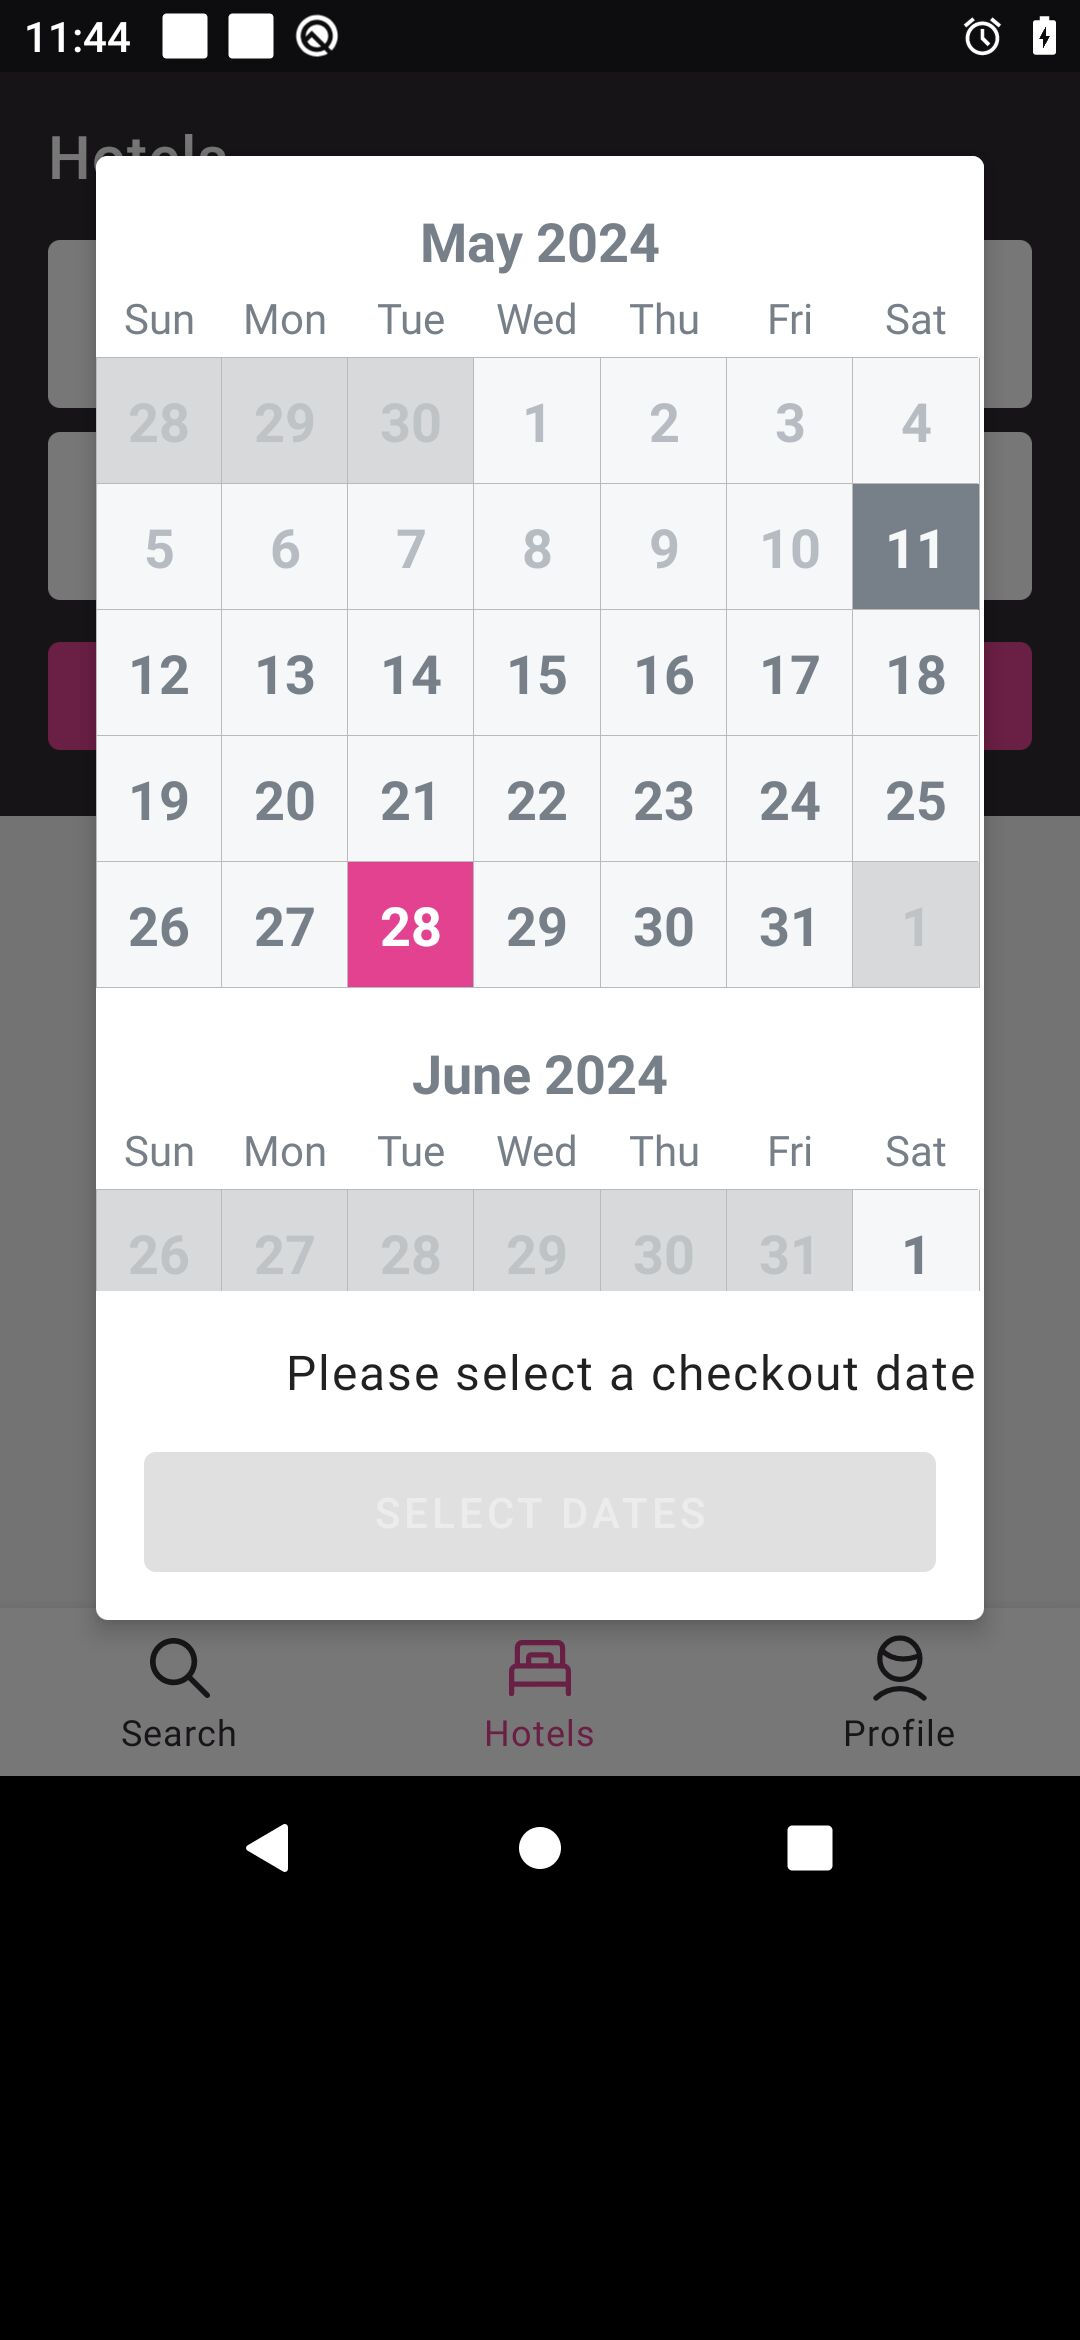 11:44
Hotels
May 2024
Sun Mon Tue Wed Thu Fri Sat
28 29 30 1 2 3 4
5 6 7 8 9 10 11
12 13 14 15 16 17 18
19 20 21 22 23 24 25
26 27 28 29 30 31 1
June 2024
Sun Mon Tue Wed Thu Fri Sat
26 27 28 29 30 31 1
Please select a checkout date
SELECT DATES
Search Hotels Profile